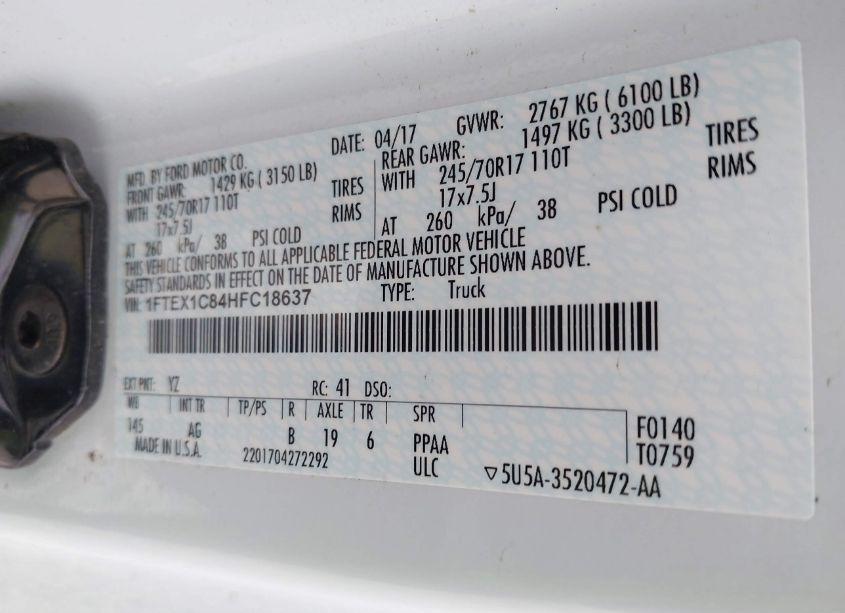 MFD. BY FORD MOTOR CO.
DATE: 04/17 GVWR: 2767 KG ( 6100 LB)
FRONT GAWR: 1429 KG ( 3150 LB)
WITH 245/70R17 110T TIRES
17x7.5J RIMS
AT 260 kPa/ 38 PSI COLD
REAR GAWR: 1497 KG ( 3300 LB)
WITH 245/70R17 110T TIRES
17x7.5J RIMS
AT 260 kPa/ 38 PSI COLD
THIS VEHICLE CONFORMS TO ALL APPLICABLE FEDERAL MOTOR VEHICLE
SAFETY STANDARDS IN EFFECT ON THE DATE OF MANUFACTURE SHOWN ABOVE.
VIN: 1FTEX1C84HFC18637 TYPE: Truck
EXT PNT: YZ RC: 41 DSO:
WB INT TR TP/PS R AXLE TR SPR
145 AG B 19 6 PPAA F0140
MADE IN U.S.A. 2201704272292 ULC T0759
▽5U5A-3520472-AA